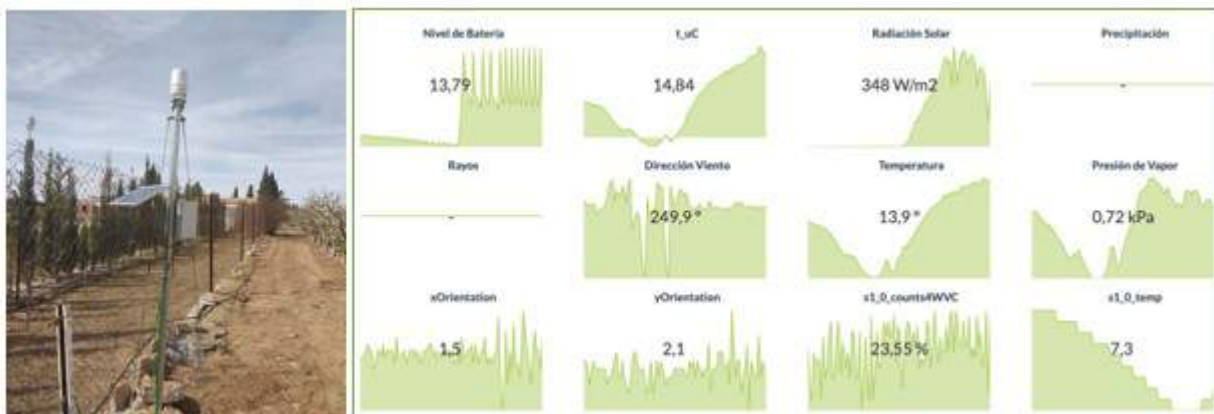 Nivel de Batería
13,79
t_uC
14,84
Radiación Solar
348 W/m2
Precipitación
-
Rayos
-
Dirección Viento
249,9 °
Temperatura
13,9 °
Presión de Vapor
0,72 kPa
xOrientation
1,5
yOrientation
2,1
s1_0_counts4WVC
23,55 %
s1_0_temp
7,3